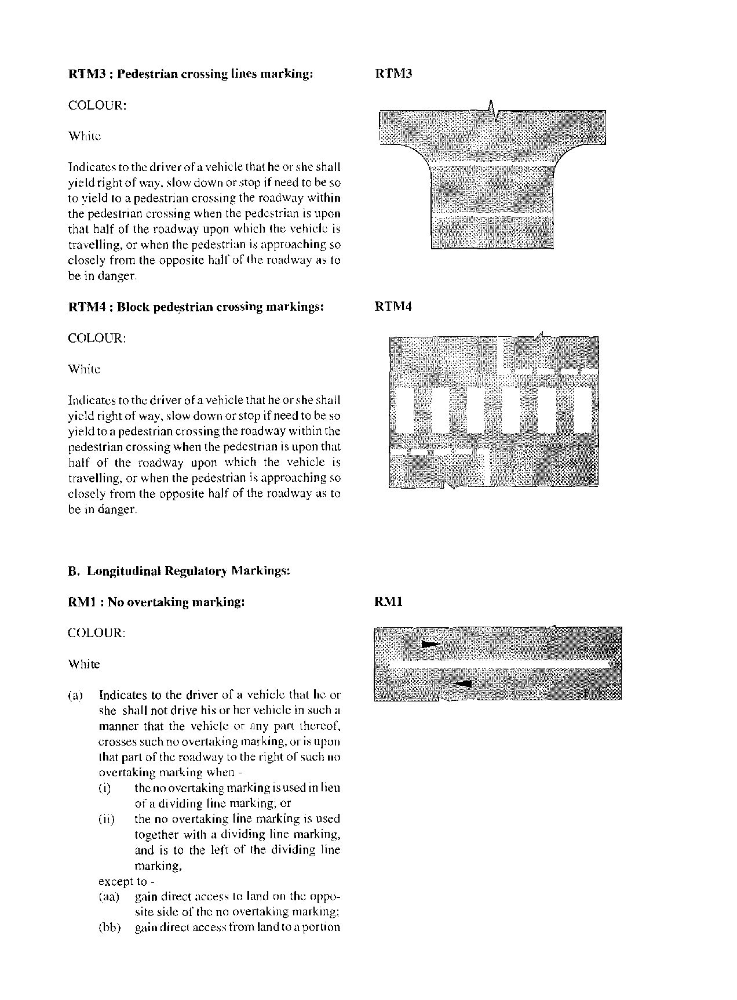 RTM3 : Pedestrian crossing lines marking:
RTM3
COLOUR:
White
Indicates to the driver of a vehicle that he or she shall
yield right of way, slow down or stop if need to be so
to yield to a pedestrian crossing the roadway within
the pedestrian crossing when the pedestrian is upon
that half of the roadway upon which the vehicle is
travelling, or when the pedestrian is approaching so
closely from the opposite half of the roadway as to
be in danger.
RTM4 : Block pedestrian crossing markings:
RTM4
COLOUR:
White
Indicates to the driver of a vehicle that he or she shall
yield right of way, slow down or stop if need to be so
yield to a pedestrian crossing the roadway within the
pedestrian crossing when the pedestrian is upon that
half of the roadway upon which the vehicle is
travelling, or when the pedestrian is approaching so
closely from the opposite half of the roadway as to
be in danger.
B. Longitudinal Regulatory Markings:
RM1 : No overtaking marking:
RM1
COLOUR:
White
(a) Indicates to the driver of a vehicle that he or
she shall not drive his or her vehicle in such a
manner that the vehicle or any part thereof,
crosses such no overtaking marking, or is upon
that part of the roadway to the right of such no
overtaking marking when -
(i) the no overtaking marking is used in lieu
of a dividing line marking; or
(ii) the no overtaking line marking is used
together with a dividing line marking,
and is to the left of the dividing line
marking,
except to -
(aa) gain direct access to land on the oppo-
site side of the no overtaking marking;
(bb) gain direct access from land to a portion